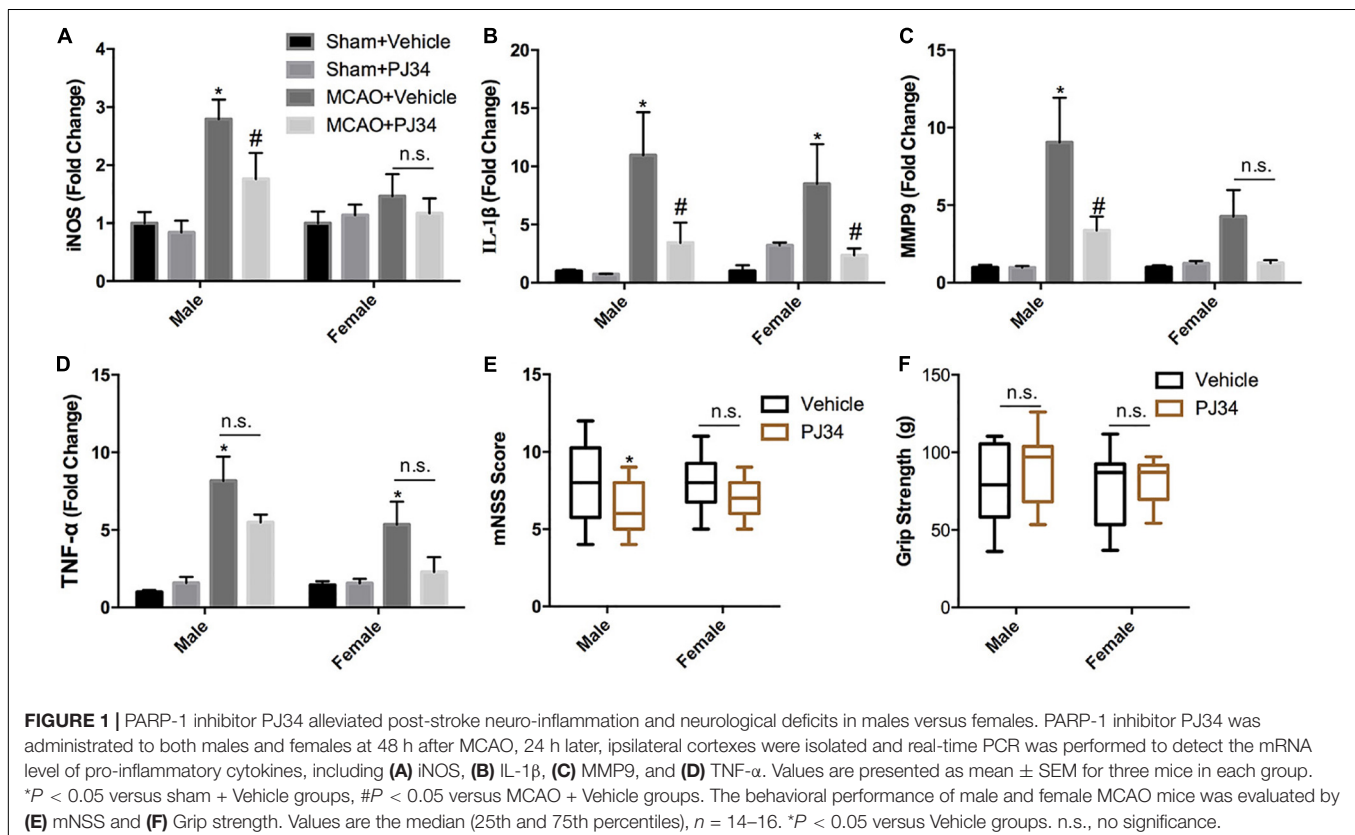 A
iNOS (Fold Change)
4
3
2
1
0
Sham+Vehicle
Sham+PJ34
MCAO+Vehicle
MCAO+PJ34
*
#
n.s.
Male
Female
B
IL-1β (Fold Change)
20
15
10
5
0
*
#
*
#
Male
Female
C
MMP9 (Fold Change)
15
10
5
0
*
#
n.s.
Male
Female
D
TNF-α (Fold Change)
15
10
5
0
n.s.
*
n.s.
*
Male
Female
E
mNSS Score
15
10
5
0
Vehicle
PJ34
*
n.s.
Male
Female
F
Grip Strength (g)
150
100
50
0
Vehicle
PJ34
n.s.
n.s.
Male
Female
FIGURE 1 | PARP-1 inhibitor PJ34 alleviated post-stroke neuro-inflammation and neurological deficits in males versus females. PARP-1 inhibitor PJ34 was
administrated to both males and females at 48 h after MCAO, 24 h later, ipsilateral cortexes were isolated and real-time PCR was performed to detect the mRNA
level of pro-inflammatory cytokines, including (A) iNOS, (B) IL-1β, (C) MMP9, and (D) TNF-α. Values are presented as mean ± SEM for three mice in each group.
*P < 0.05 versus sham + Vehicle groups, #P < 0.05 versus MCAO + Vehicle groups. The behavioral performance of male and female MCAO mice was evaluated by
(E) mNSS and (F) Grip strength. Values are the median (25th and 75th percentiles), n = 14–16. *P < 0.05 versus Vehicle groups. n.s., no significance.